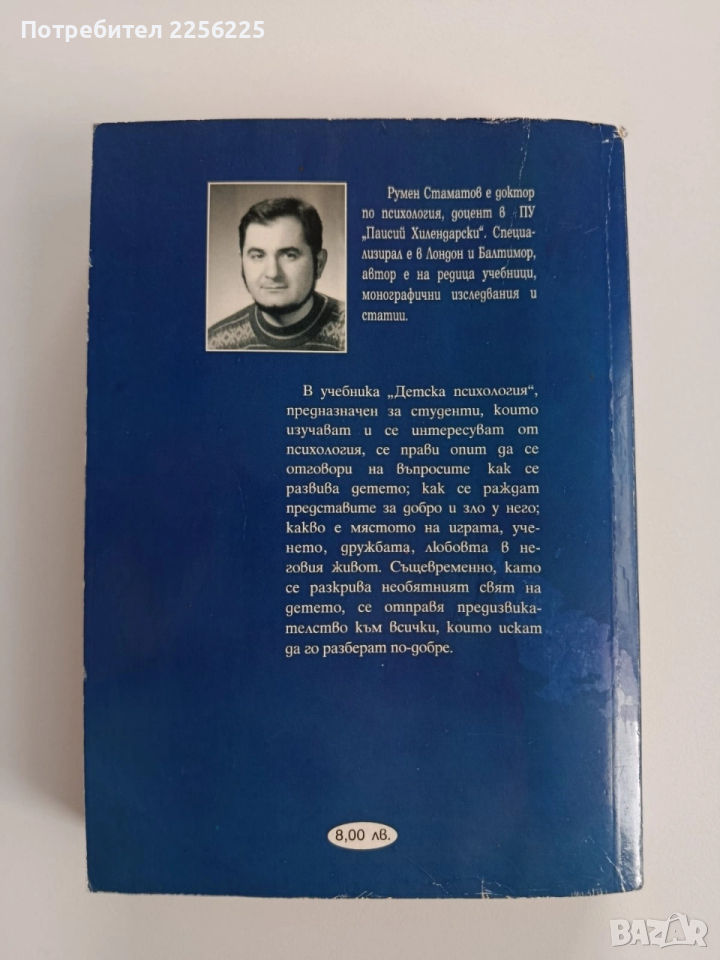 Потребител 2256225
Румен Стаматов е доктор
по психология, доцент в ПУ
„Паисий Хилендарски“. Специа-
лизирал е в Лондон и Балтимор,
автор е на редица учебници,
монографични изследвания и
статии.
В учебника „Детска психология“,
предназначен за студенти, които
изучават и се интересуват от
психология, се прави опит да се
отговори на въпросите как се
развива детето; как се раждат
представите за добро и зло у него;
какво е мястото на играта, уче-
нето, дружбата, любовта в не-
говия живот. Същевременно, като
се разкрива необятният свят на
детето, се отправя предизвика-
телство към всички, които искат
да го разберат по-добре.
8,00 лв.
BAZAR